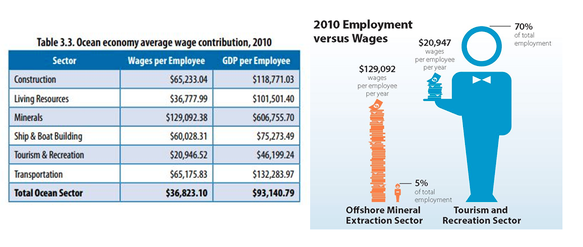 Table 3.3. Ocean economy average wage contribution, 2010
Sector Wages per Employee GDP per Employee
Construction $65,233.04 $118,771.03
Living Resources $36,777.99 $101,501.40
Minerals $129,092.38 $606,755.70
Ship & Boat Building $60,028.31 $75,273.49
Tourism & Recreation $20,946.52 $46,199.24
Transportation $65,175.83 $132,283.97
Total Ocean Sector $36,823.10 $93,140.79
2010 Employment
versus Wages
70%
of total
employment
$20,947
wages
per employee
per year
$129,092
wages
per employee
per year
5%
of total
employment
Offshore Mineral
Extraction Sector
Tourism and
Recreation Sector